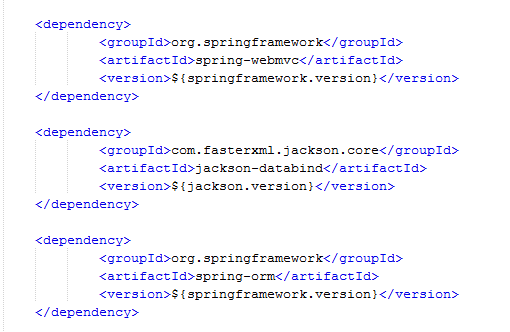 <dependency>
<groupId>org.springframework</groupId>
<artifactId>spring-webmvc</artifactId>
<version>${springframework.version}</version>
</dependency>
<dependency>
<groupId>com.fasterxml.jackson.core</groupId>
<artifactId>jackson-databind</artifactId>
<version>${jackson.version}</version>
</dependency>
<dependency>
<groupId>org.springframework</groupId>
<artifactId>spring-orm</artifactId>
<version>${springframework.version}</version>
</dependency>